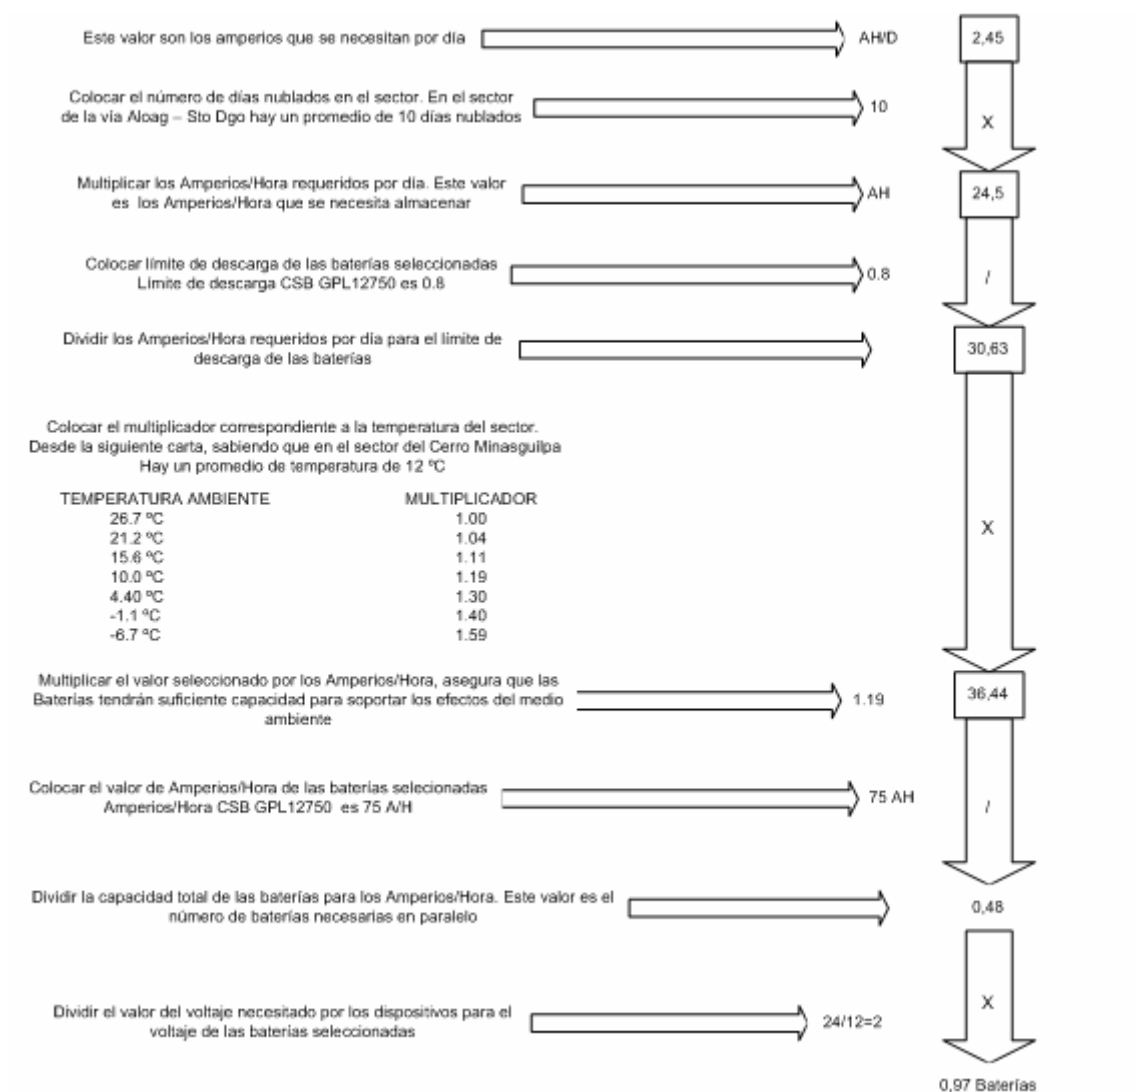 Este valor son los amperios que se necesitan por día
AH/D
2,45
Colocar el número de días nublados en el sector. En el sector
de la vía Aloag – Sto Dgo hay un promedio de 10 días nublados
10
X
Multiplicar los Amperios/Hora requeridos por día. Este valor
es los Amperios/Hora que se necesita almacenar
AH
24,5
Colocar límite de descarga de las baterías seleccionadas
Límite de descarga CSB GPL12750 es 0.8
0.8
/
Dividir los Amperios/Hora requeridos por día para el límite de
descarga de las baterías
30,63
Colocar el multiplicador correspondiente a la temperatura del sector.
Desde la siguiente carta, sabiendo que en el sector del Cerro Minasguilpa
Hay un promedio de temperatura de 12 ºC
TEMPERATURA AMBIENTE MULTIPLICADOR
26.7 ºC 1.00
21.2 ºC 1.04
15.6 ºC 1.11
10.0 ºC 1.19
4.40 ºC 1.30
-1.1 ºC 1.40
-6.7 ºC 1.59
X
Multiplicar el valor seleccionado por los Amperios/Hora, asegura que las
Baterías tendrán suficiente capacidad para soportar los efectos del medio
ambiente
1.19
36,44
Colocar el valor de Amperios/Hora de las baterías selecionadas
Amperios/Hora CSB GPL12750 es 75 A/H
75 AH
/
Dividir la capacidad total de las baterías para los Amperios/Hora. Este valor es el
número de baterías necesarias en paralelo
0,48
Dividir el valor del voltaje necesitado por los dispositivos para el
voltaje de las baterías seleccionadas
24/12=2
X
0,97 Baterías